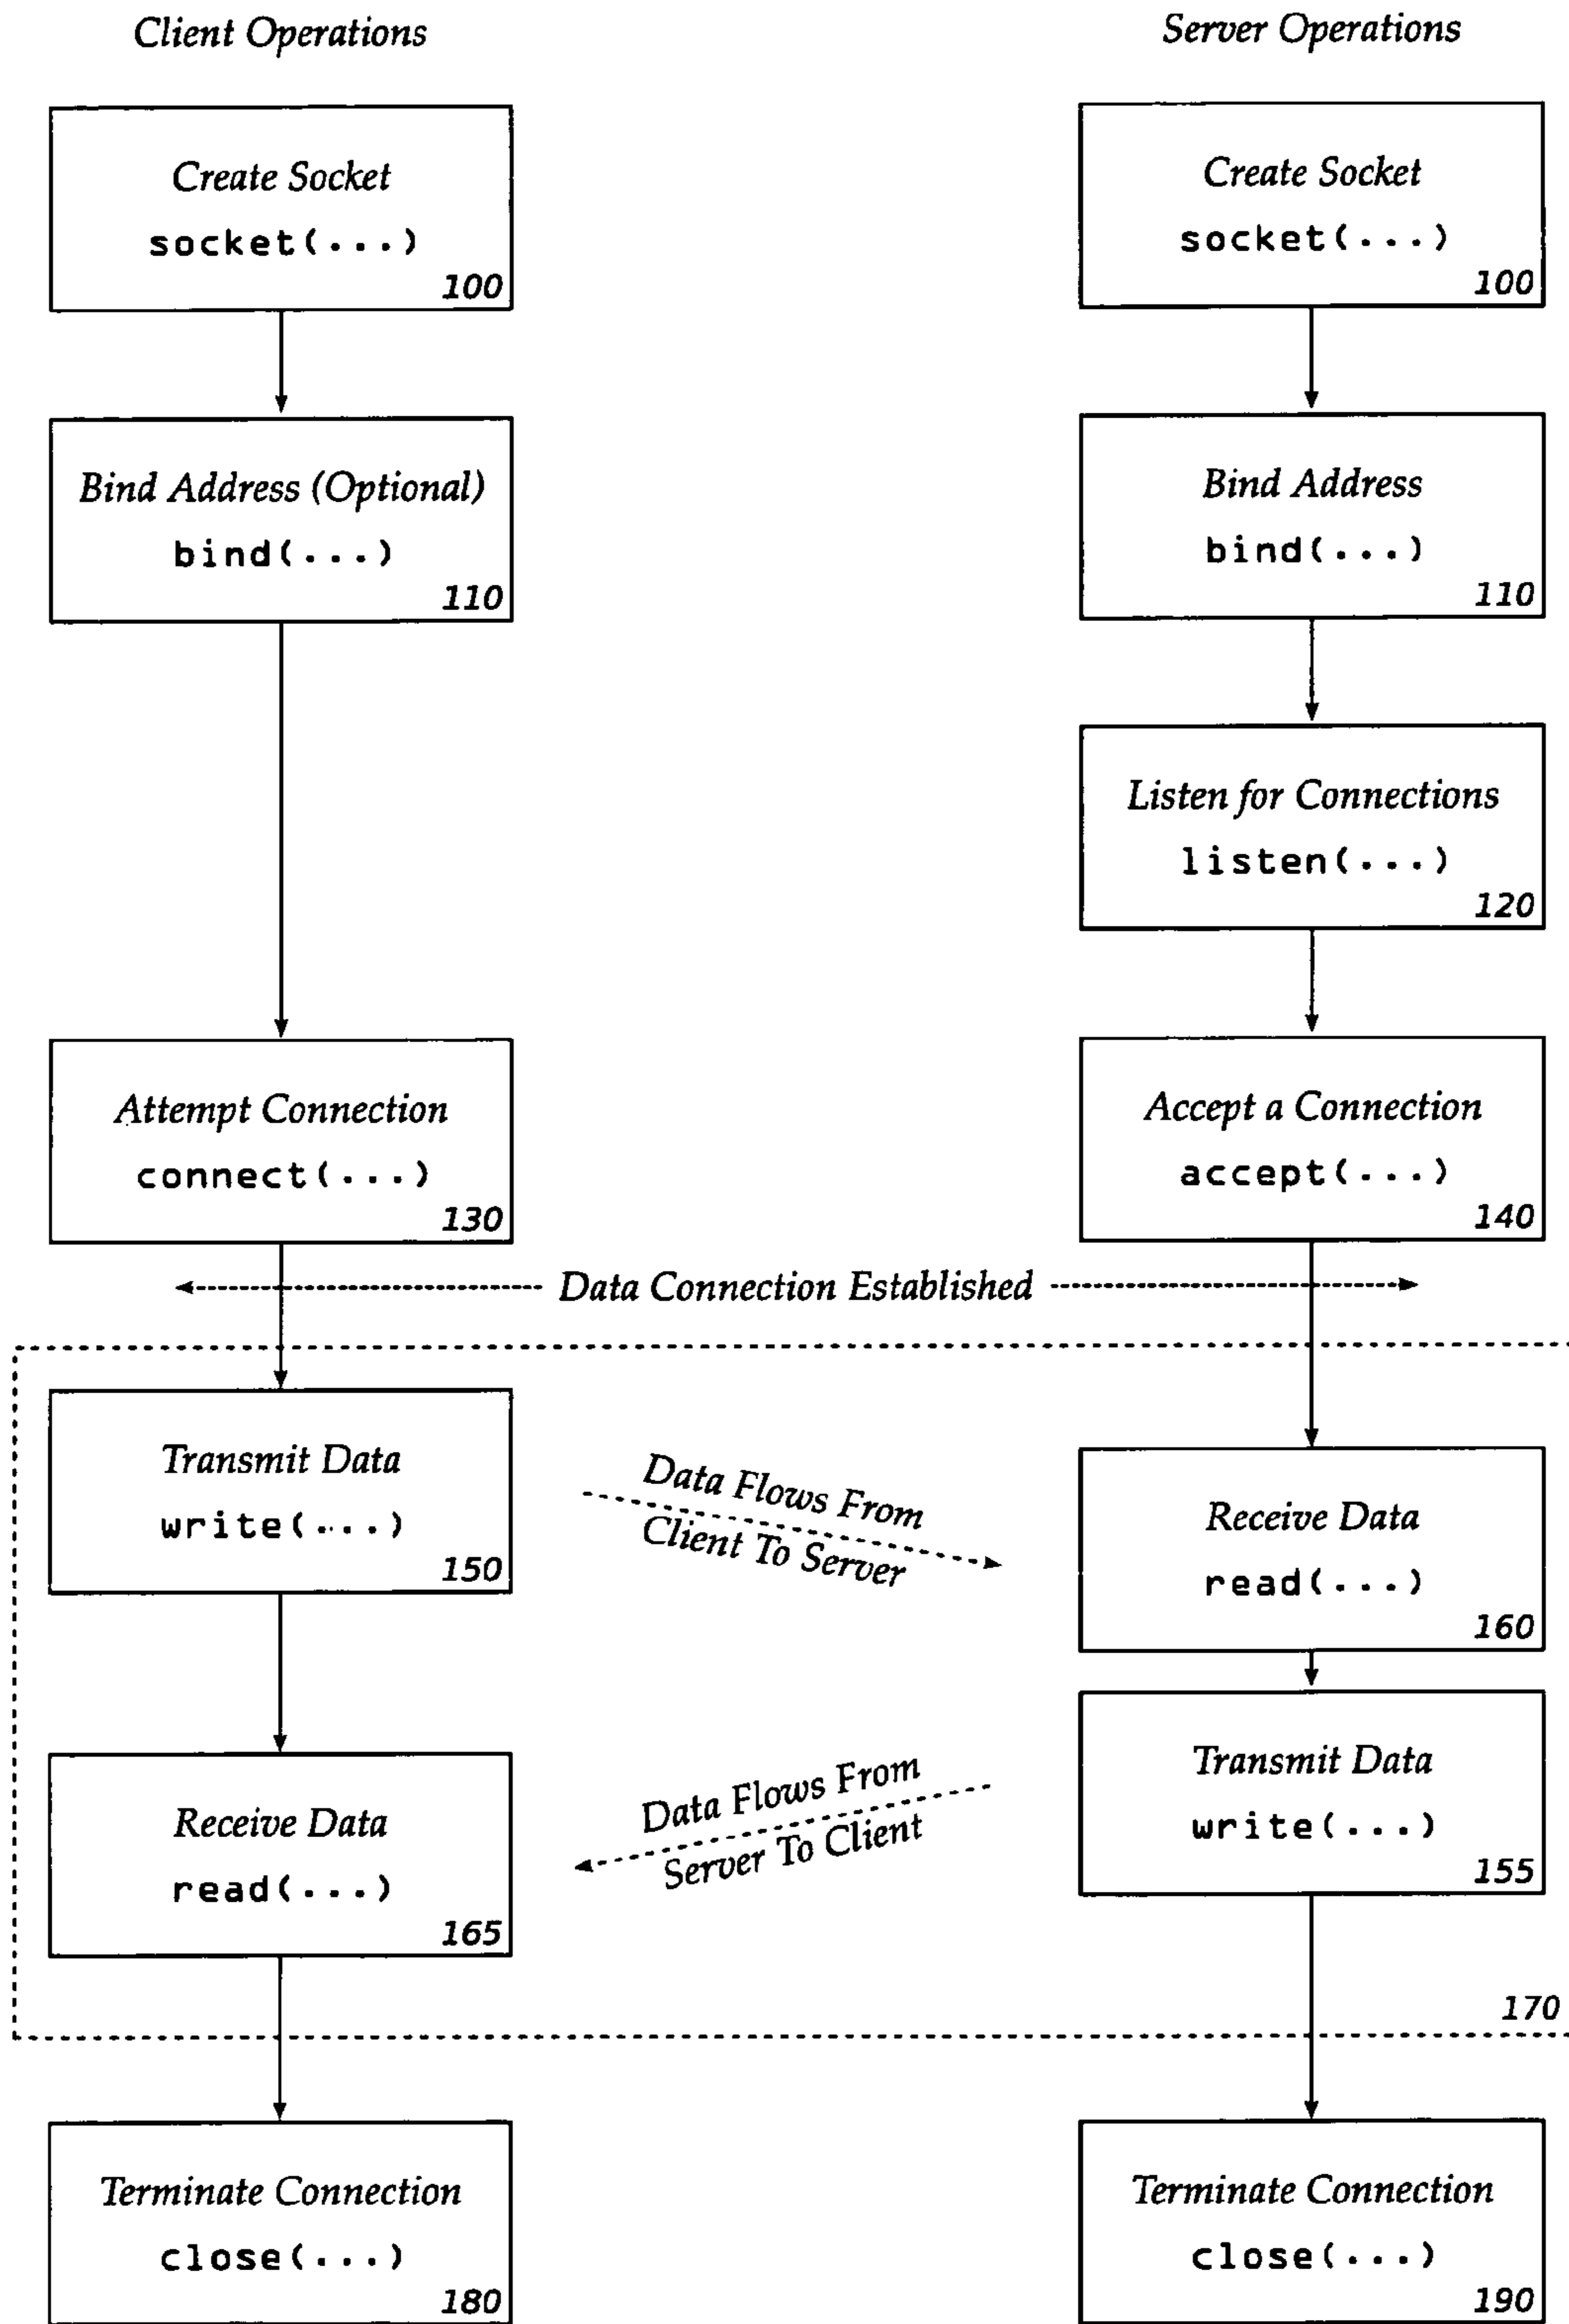 Client Operations
Server Operations
Create Socket
socket(...)
100
Create Socket
socket(...)
100
Bind Address (Optional)
bind(...)
110
Bind Address
bind(...)
110
Listen for Connections
listen(...)
120
Attempt Connection
connect(...)
130
Accept a Connection
accept(...)
140
Data Connection Established
Transmit Data
write(...)
150
Data Flows From
Client To Server
Receive Data
read(...)
160
Transmit Data
write(...)
155
Data Flows From
Server To Client
Receive Data
read(...)
165
170
Terminate Connection
close(...)
180
Terminate Connection
close(...)
190